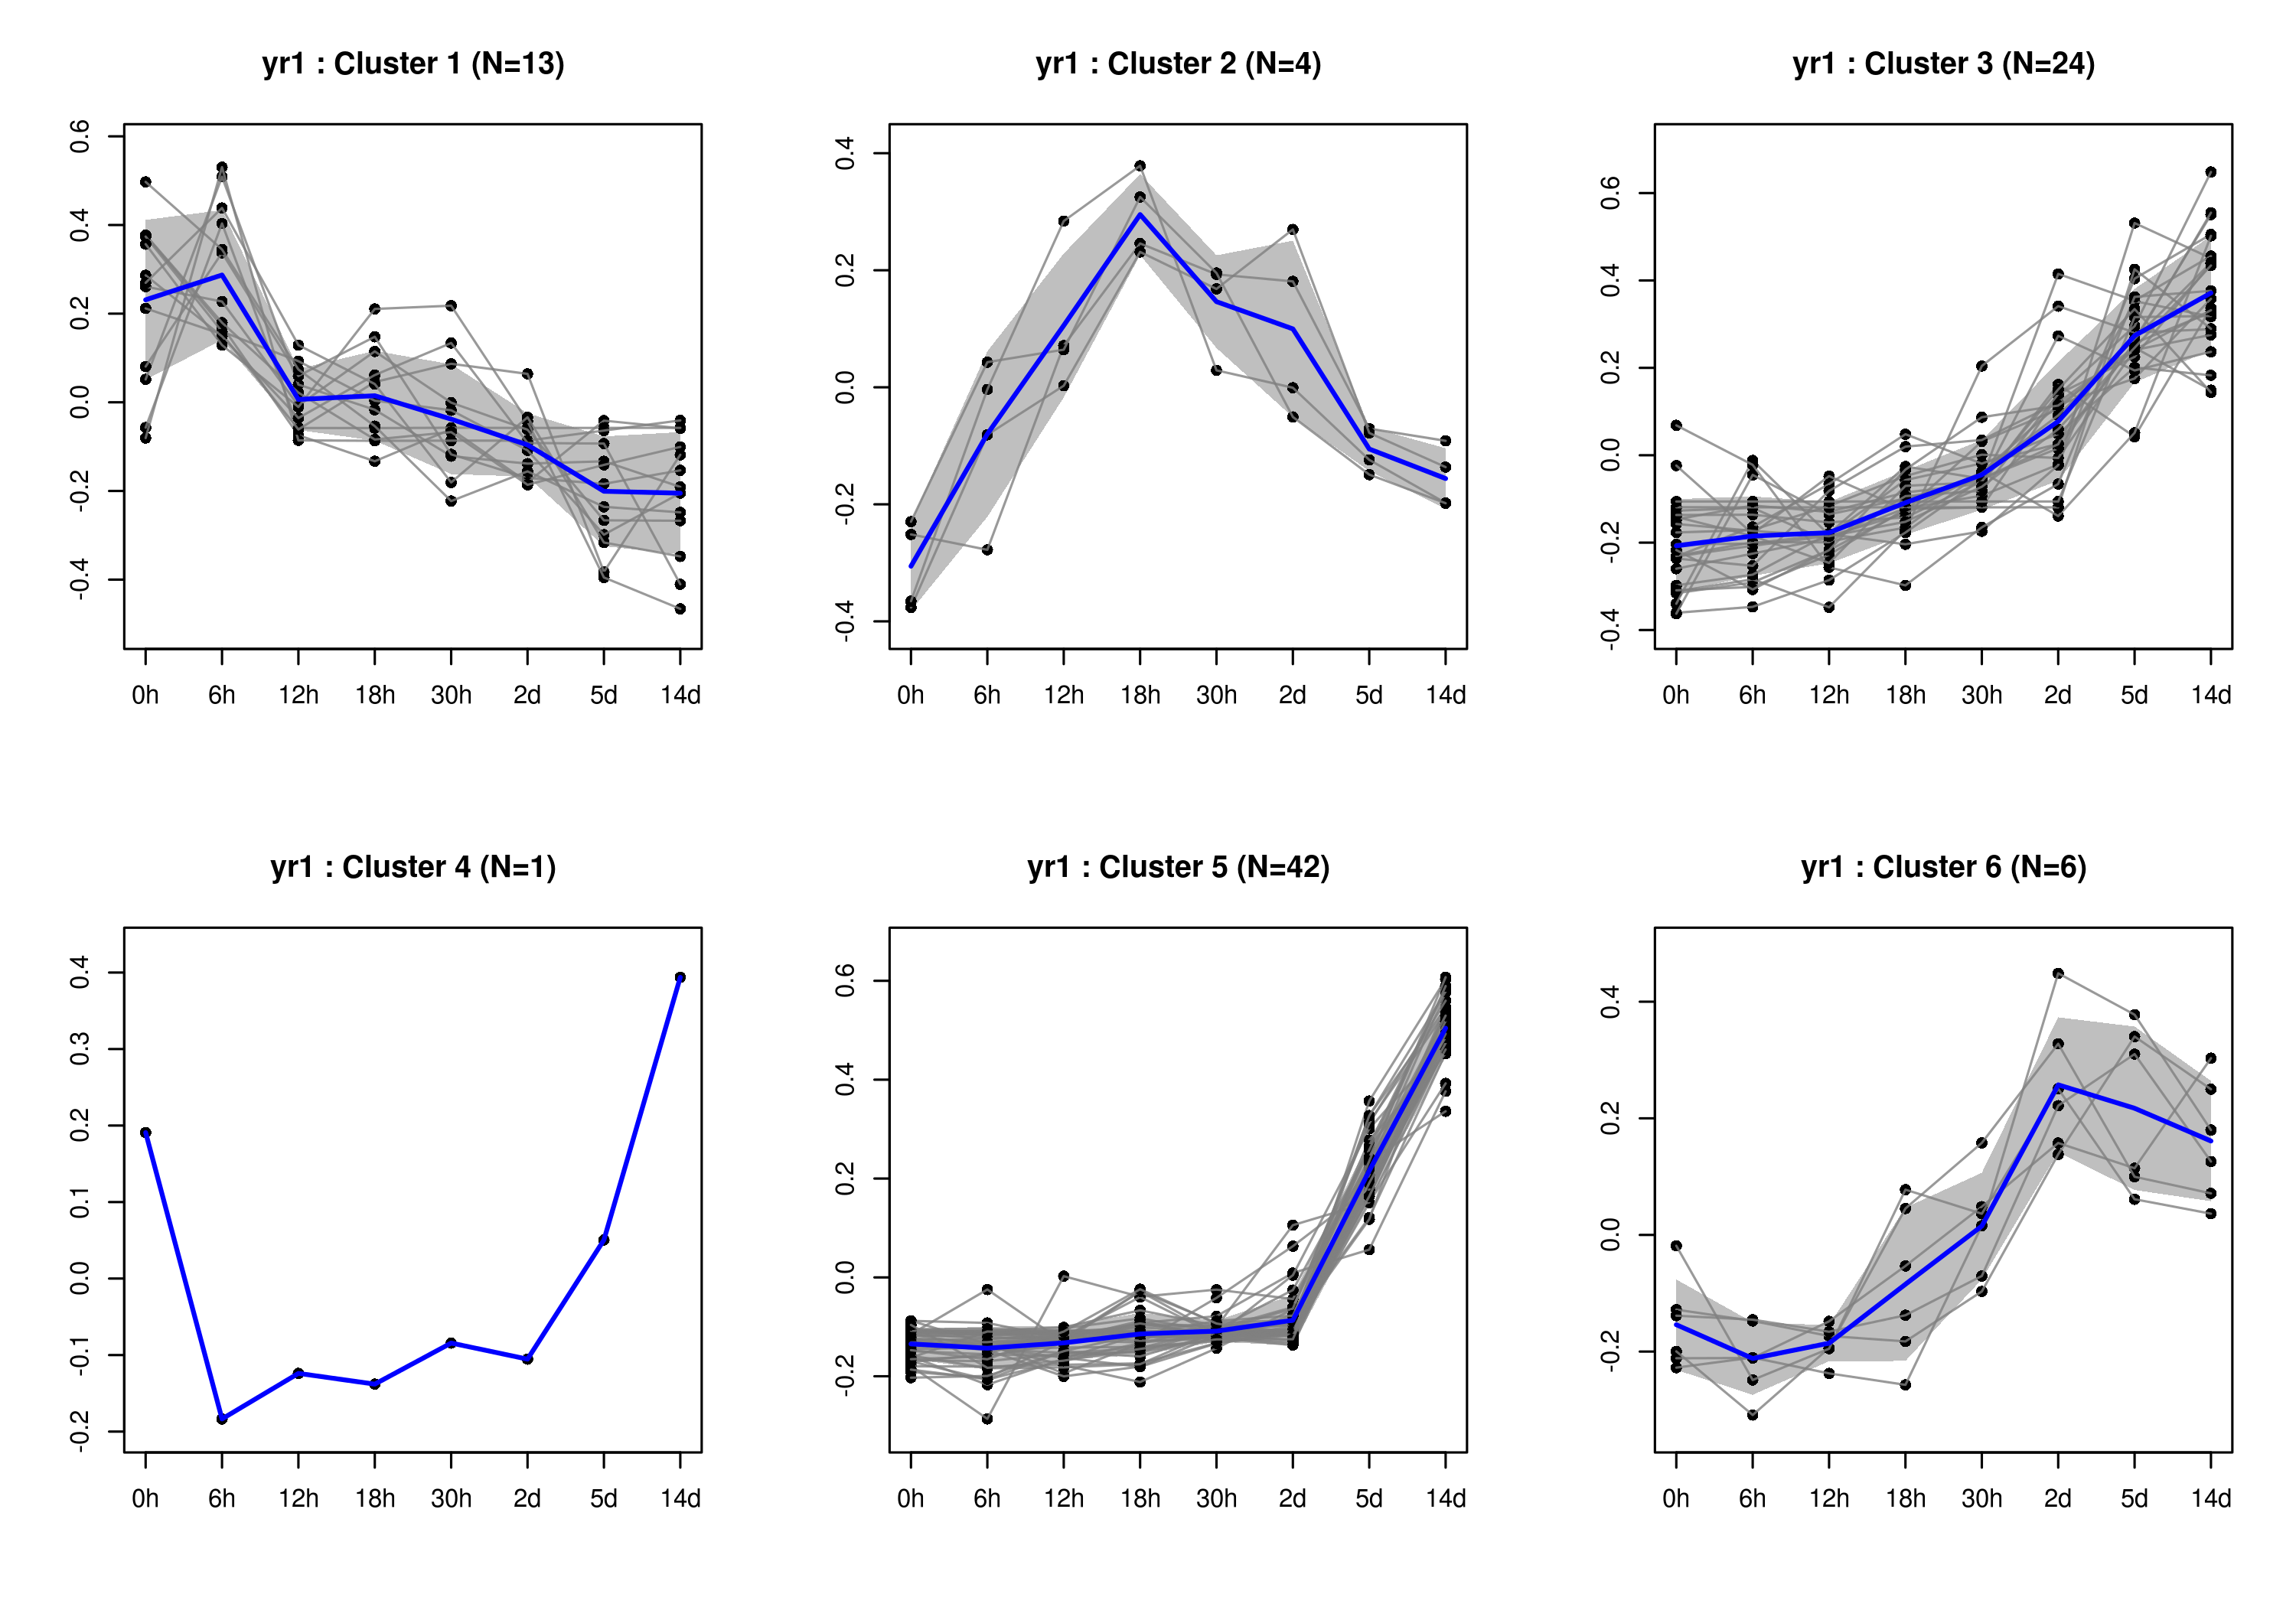 yr1 : Cluster 1 (N=13)
0.6
0.4
0.2
0.0
-0.2
-0.4
0h 6h 12h 18h 30h 2d 5d 14d
yr1 : Cluster 2 (N=4)
0.4
0.2
0.0
-0.2
-0.4
0h 6h 12h 18h 30h 2d 5d 14d
yr1 : Cluster 3 (N=24)
0.6
0.4
0.2
0.0
-0.2
-0.4
0h 6h 12h 18h 30h 2d 5d 14d
yr1 : Cluster 4 (N=1)
0.4
0.3
0.2
0.1
0.0
-0.1
-0.2
0h 6h 12h 18h 30h 2d 5d 14d
yr1 : Cluster 5 (N=42)
0.6
0.4
0.2
0.0
-0.2
0h 6h 12h 18h 30h 2d 5d 14d
yr1 : Cluster 6 (N=6)
0.4
0.2
0.0
-0.2
0h 6h 12h 18h 30h 2d 5d 14d